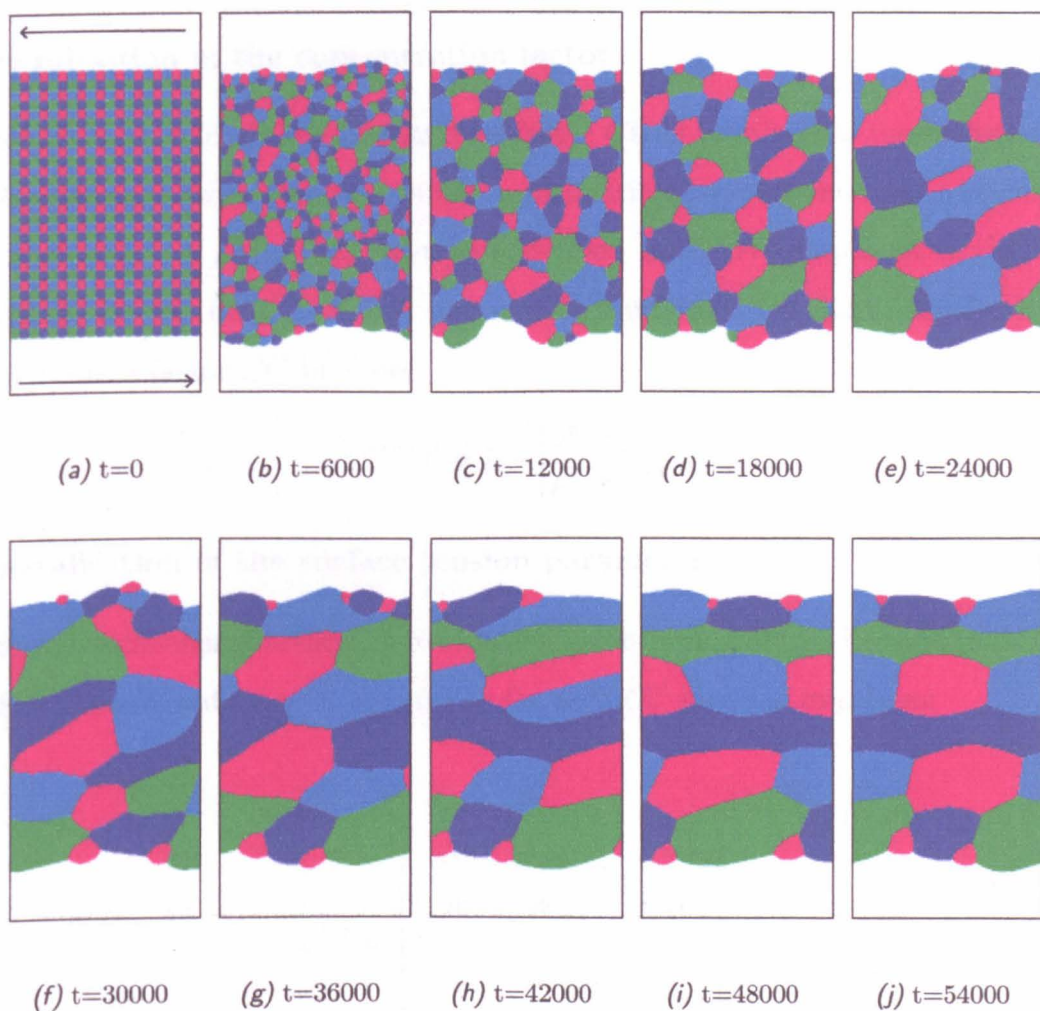 (a) t=0
(b) t=6000
(c) t=12000
(d) t=18000
(e) t=24000
(f) t=30000
(g) t=36000
(h) t=42000
(i) t=48000
(j) t=54000